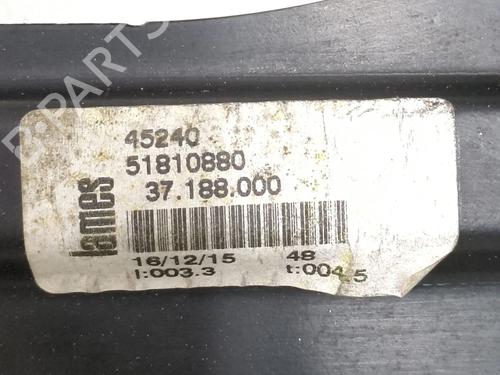 B-PARTS
lames
45240
51810880
37.188.000
16/12/15 48
l:003.3 t:004.5